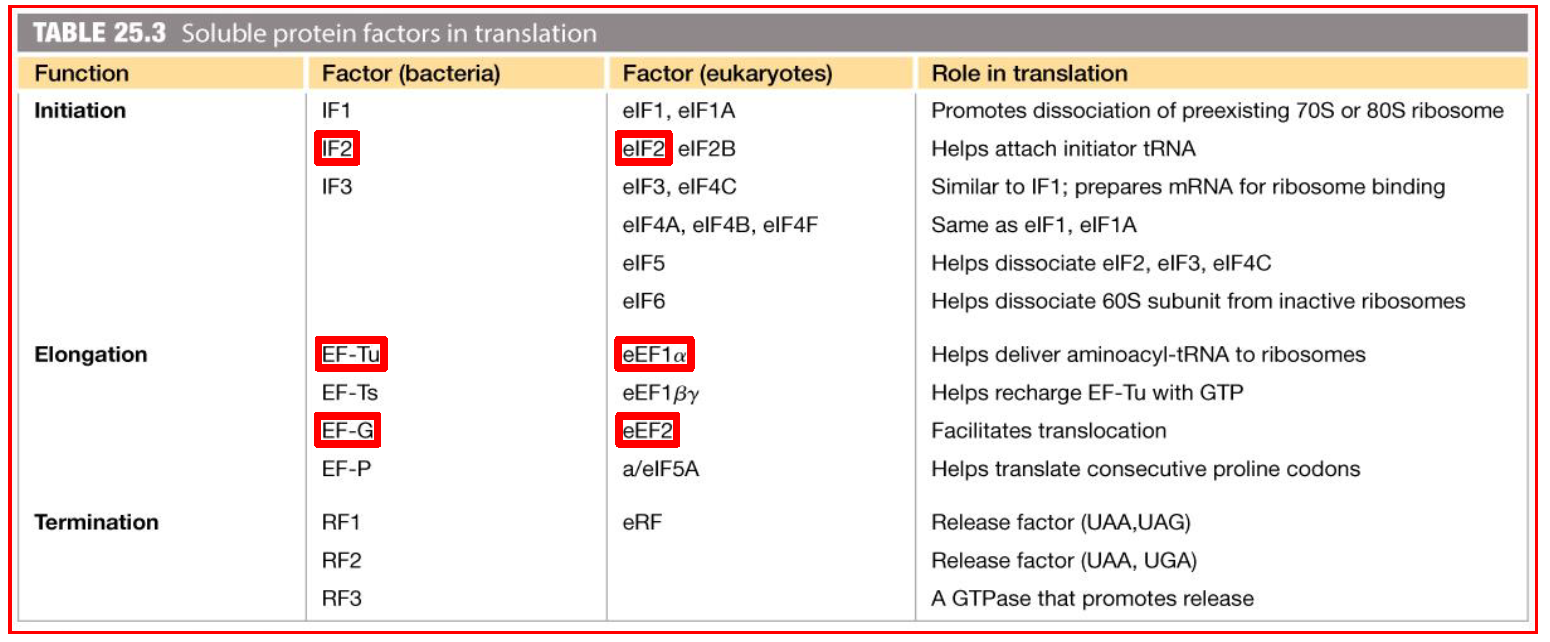 TABLE 25.3 Soluble protein factors in translation
Function Factor (bacteria) Factor (eukaryotes) Role in translation
Initiation IF1 eIF1, eIF1A Promotes dissociation of preexisting 70S or 80S ribosome
IF2 eIF2 eIF2B Helps attach initiator tRNA
IF3 eIF3, eIF4C Similar to IF1; prepares mRNA for ribosome binding
eIF4A, eIF4B, eIF4F Same as eIF1, eIF1A
eIF5 Helps dissociate eIF2, eIF3, eIF4C
eIF6 Helps dissociate 60S subunit from inactive ribosomes
Elongation EF-Tu eEF1α Helps deliver aminoacyl-tRNA to ribosomes
EF-Ts eEF1βγ Helps recharge EF-Tu with GTP
EF-G eEF2 Facilitates translocation
EF-P a/eIF5A Helps translate consecutive proline codons
Termination RF1 eRF Release factor (UAA,UAG)
RF2 Release factor (UAA, UGA)
RF3 A GTPase that promotes release